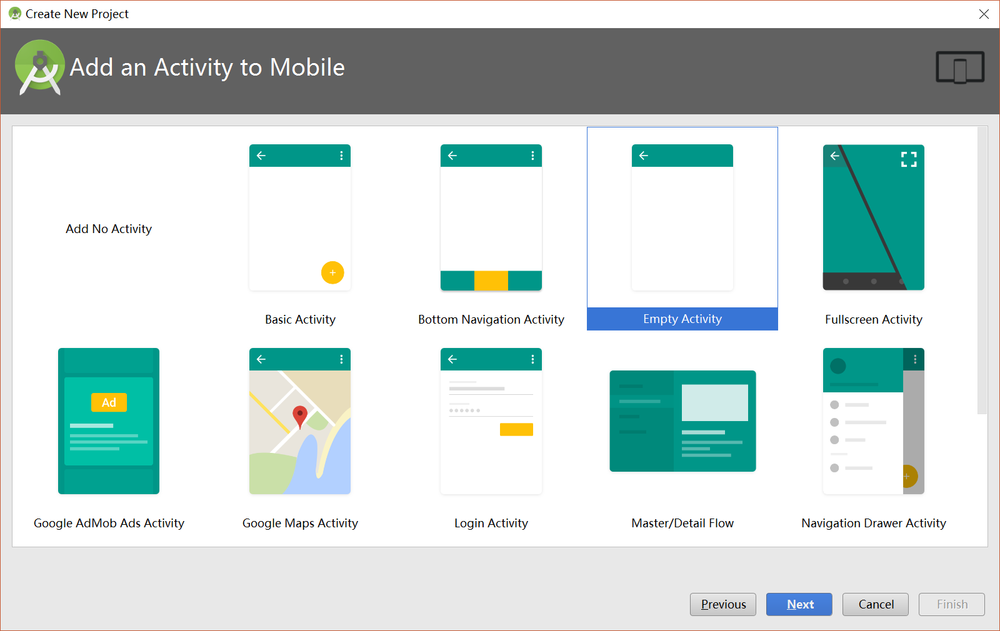 Create New Project
Add an Activity to Mobile
Add No Activity
Basic Activity
Bottom Navigation Activity
Empty Activity
Fullscreen Activity
Ad
Google AdMob Ads Activity
Google Maps Activity
Login Activity
Master/Detail Flow
Navigation Drawer Activity
Previous
Next
Cancel
Finish